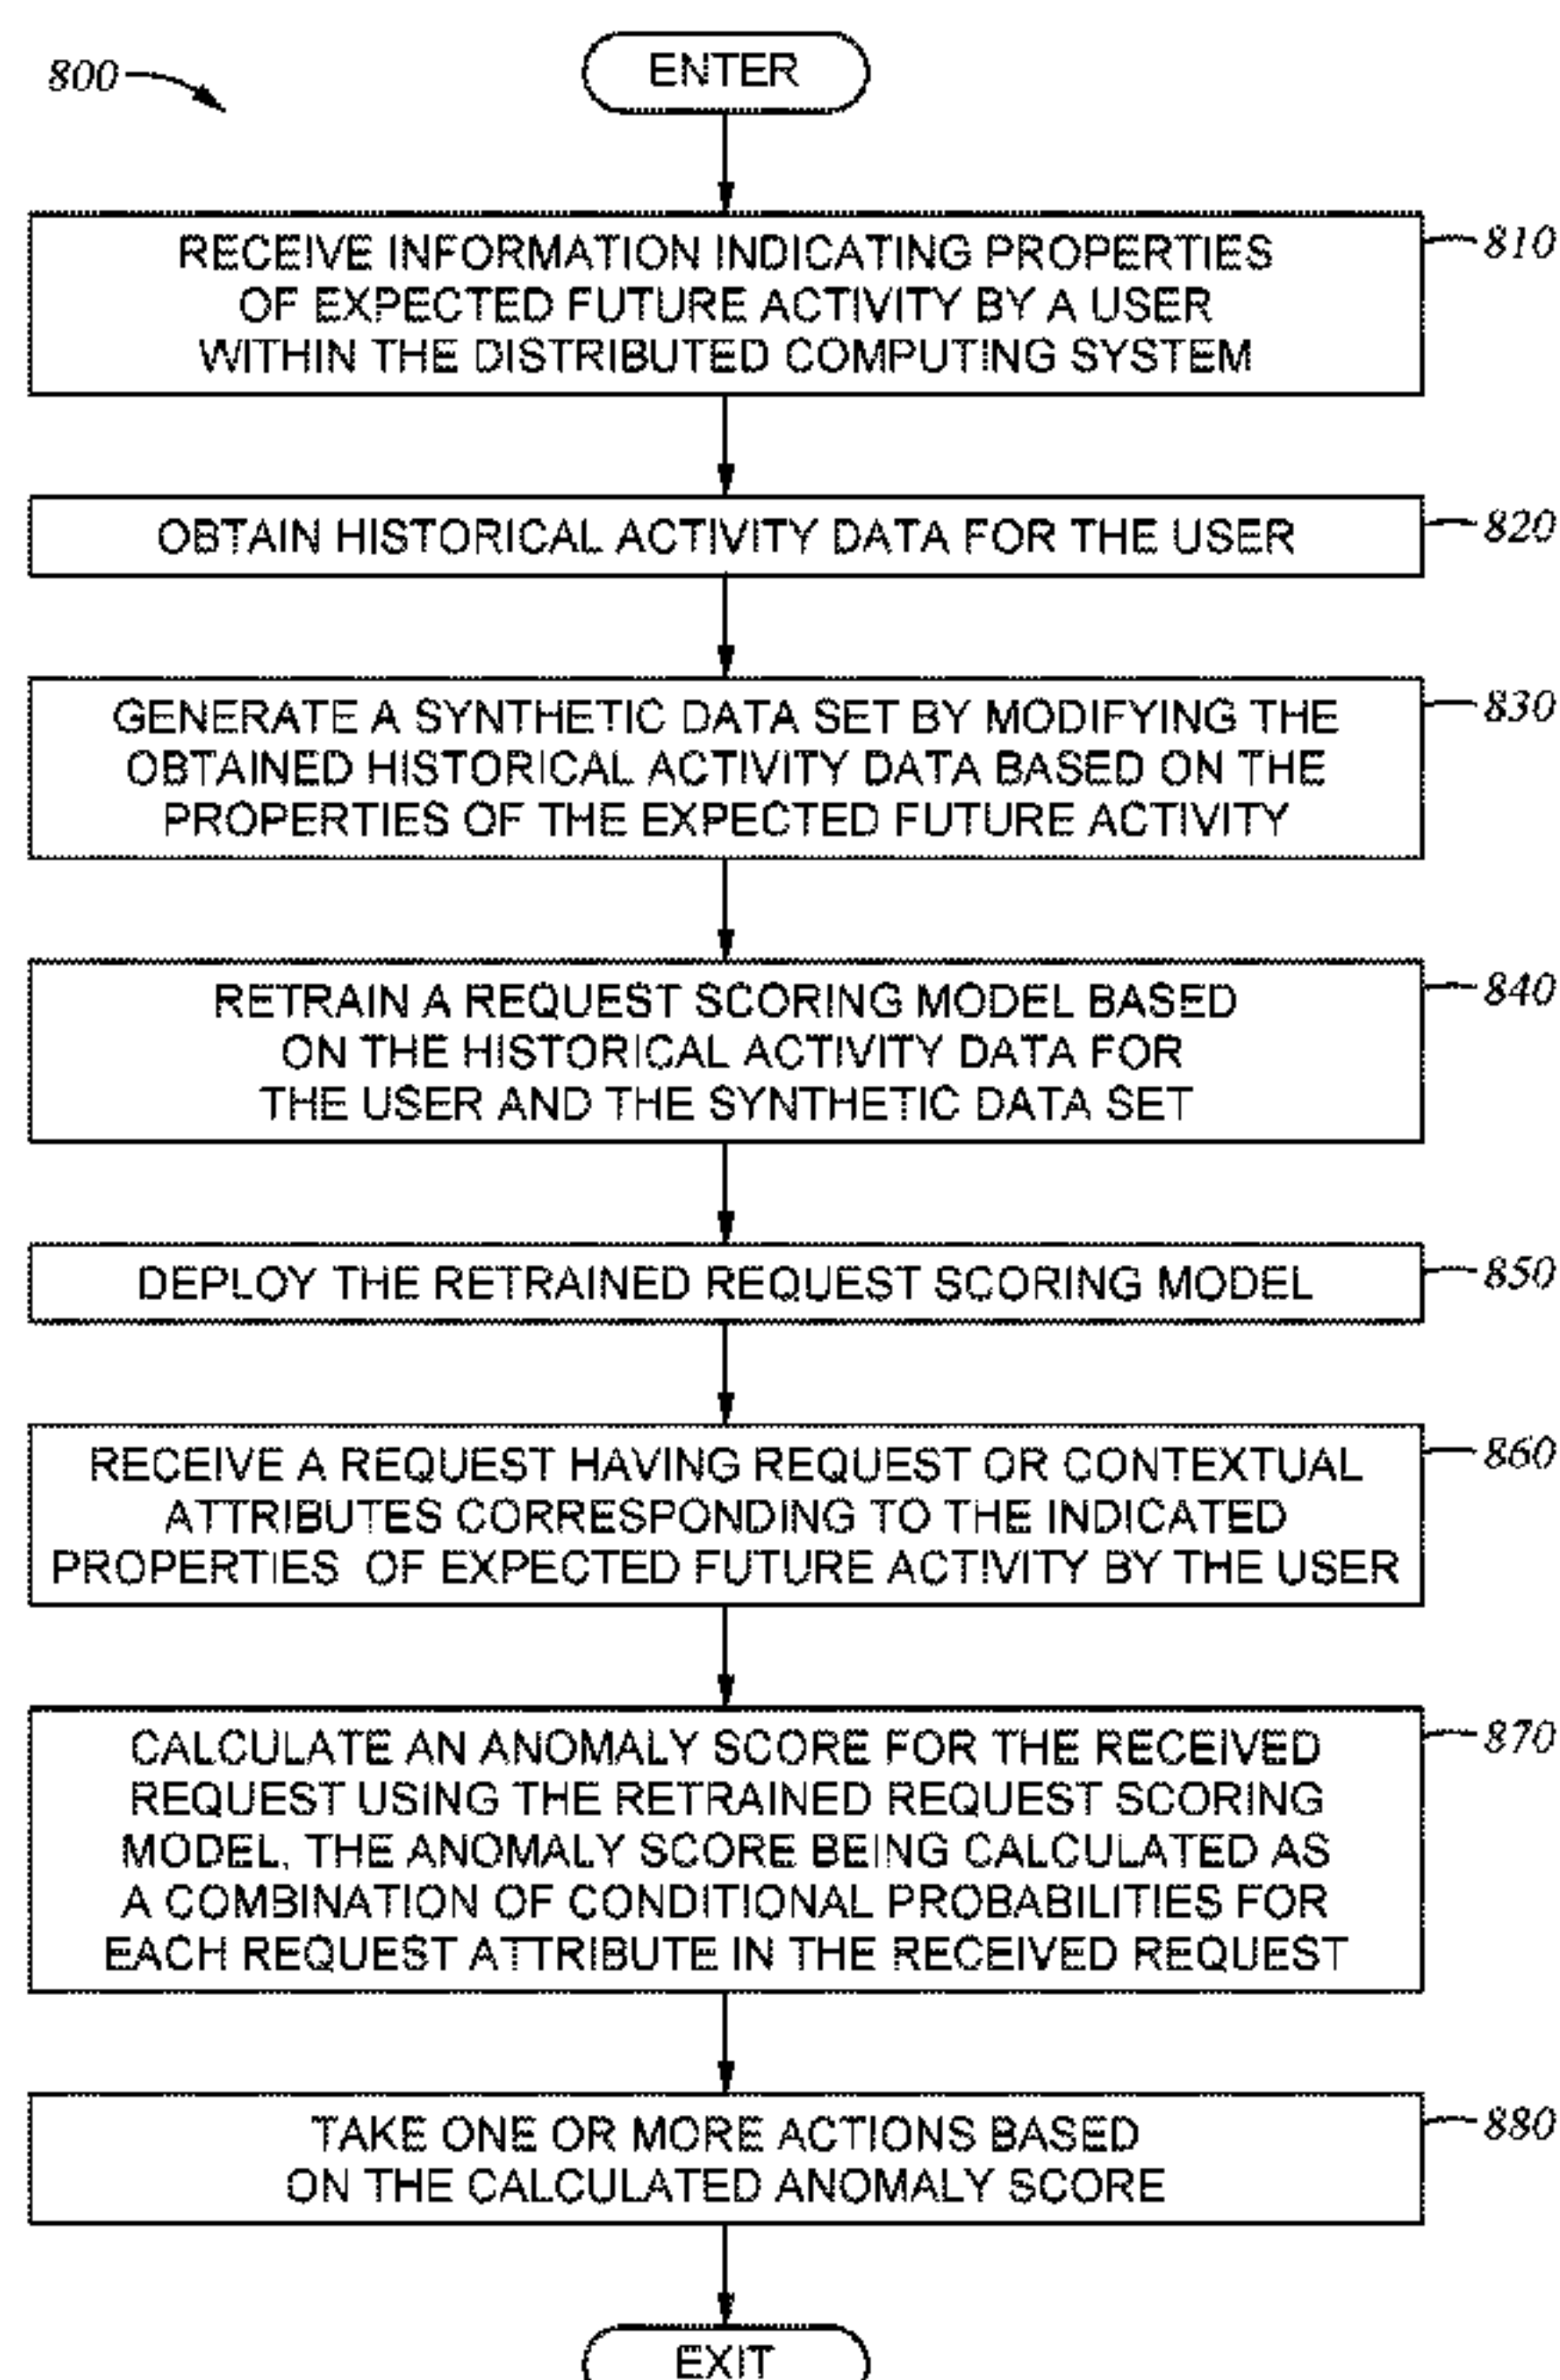 800
ENTER
RECEIVE INFORMATION INDICATING PROPERTIES
OF EXPECTED FUTURE ACTIVITY BY A USER
WITHIN THE DISTRIBUTED COMPUTING SYSTEM
810
OBTAIN HISTORICAL ACTIVITY DATA FOR THE USER
820
GENERATE A SYNTHETIC DATA SET BY MODIFYING THE
OBTAINED HISTORICAL ACTIVITY DATA BASED ON THE
PROPERTIES OF THE EXPECTED FUTURE ACTIVITY
830
RETRAIN A REQUEST SCORING MODEL BASED
ON THE HISTORICAL ACTIVITY DATA FOR
THE USER AND THE SYNTHETIC DATA SET
840
DEPLOY THE RETRAINED REQUEST SCORING MODEL
850
RECEIVE A REQUEST HAVING REQUEST OR CONTEXTUAL
ATTRIBUTES CORRESPONDING TO THE INDICATED
PROPERTIES OF EXPECTED FUTURE ACTIVITY BY THE USER
860
CALCULATE AN ANOMALY SCORE FOR THE RECEIVED
REQUEST USING THE RETRAINED REQUEST SCORING
MODEL, THE ANOMALY SCORE BEING CALCULATED AS
A COMBINATION OF CONDITIONAL PROBABILITIES FOR
EACH REQUEST ATTRIBUTE IN THE RECEIVED REQUEST
870
TAKE ONE OR MORE ACTIONS BASED
ON THE CALCULATED ANOMALY SCORE
880
EXIT